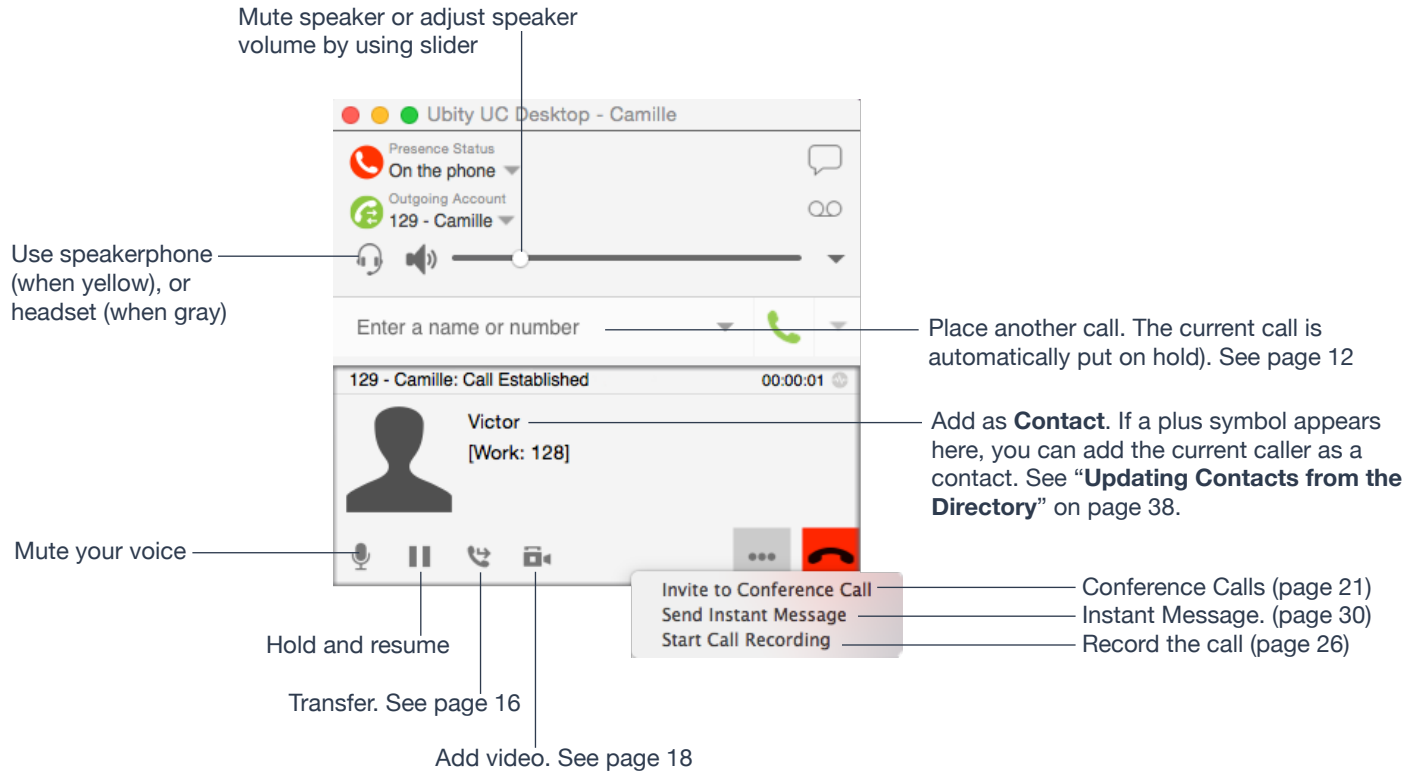 Mute speaker or adjust speaker
volume by using slider
Ubity UC Desktop - Camille
Presence Status
On the phone
Outgoing Account
129 - Camille
Use speakerphone
(when yellow), or
headset (when gray)
Enter a name or number
Place another call. The current call is
automatically put on hold). See page 12
129 - Camille: Call Established 00:00:01
Victor
[Work: 128]
Add as Contact. If a plus symbol appears
here, you can add the current caller as a
contact. See “Updating Contacts from the
Directory” on page 38.
Mute your voice
Invite to Conference Call
Send Instant Message
Start Call Recording
Conference Calls (page 21)
Instant Message. (page 30)
Record the call (page 26)
Hold and resume
Transfer. See page 16
Add video. See page 18